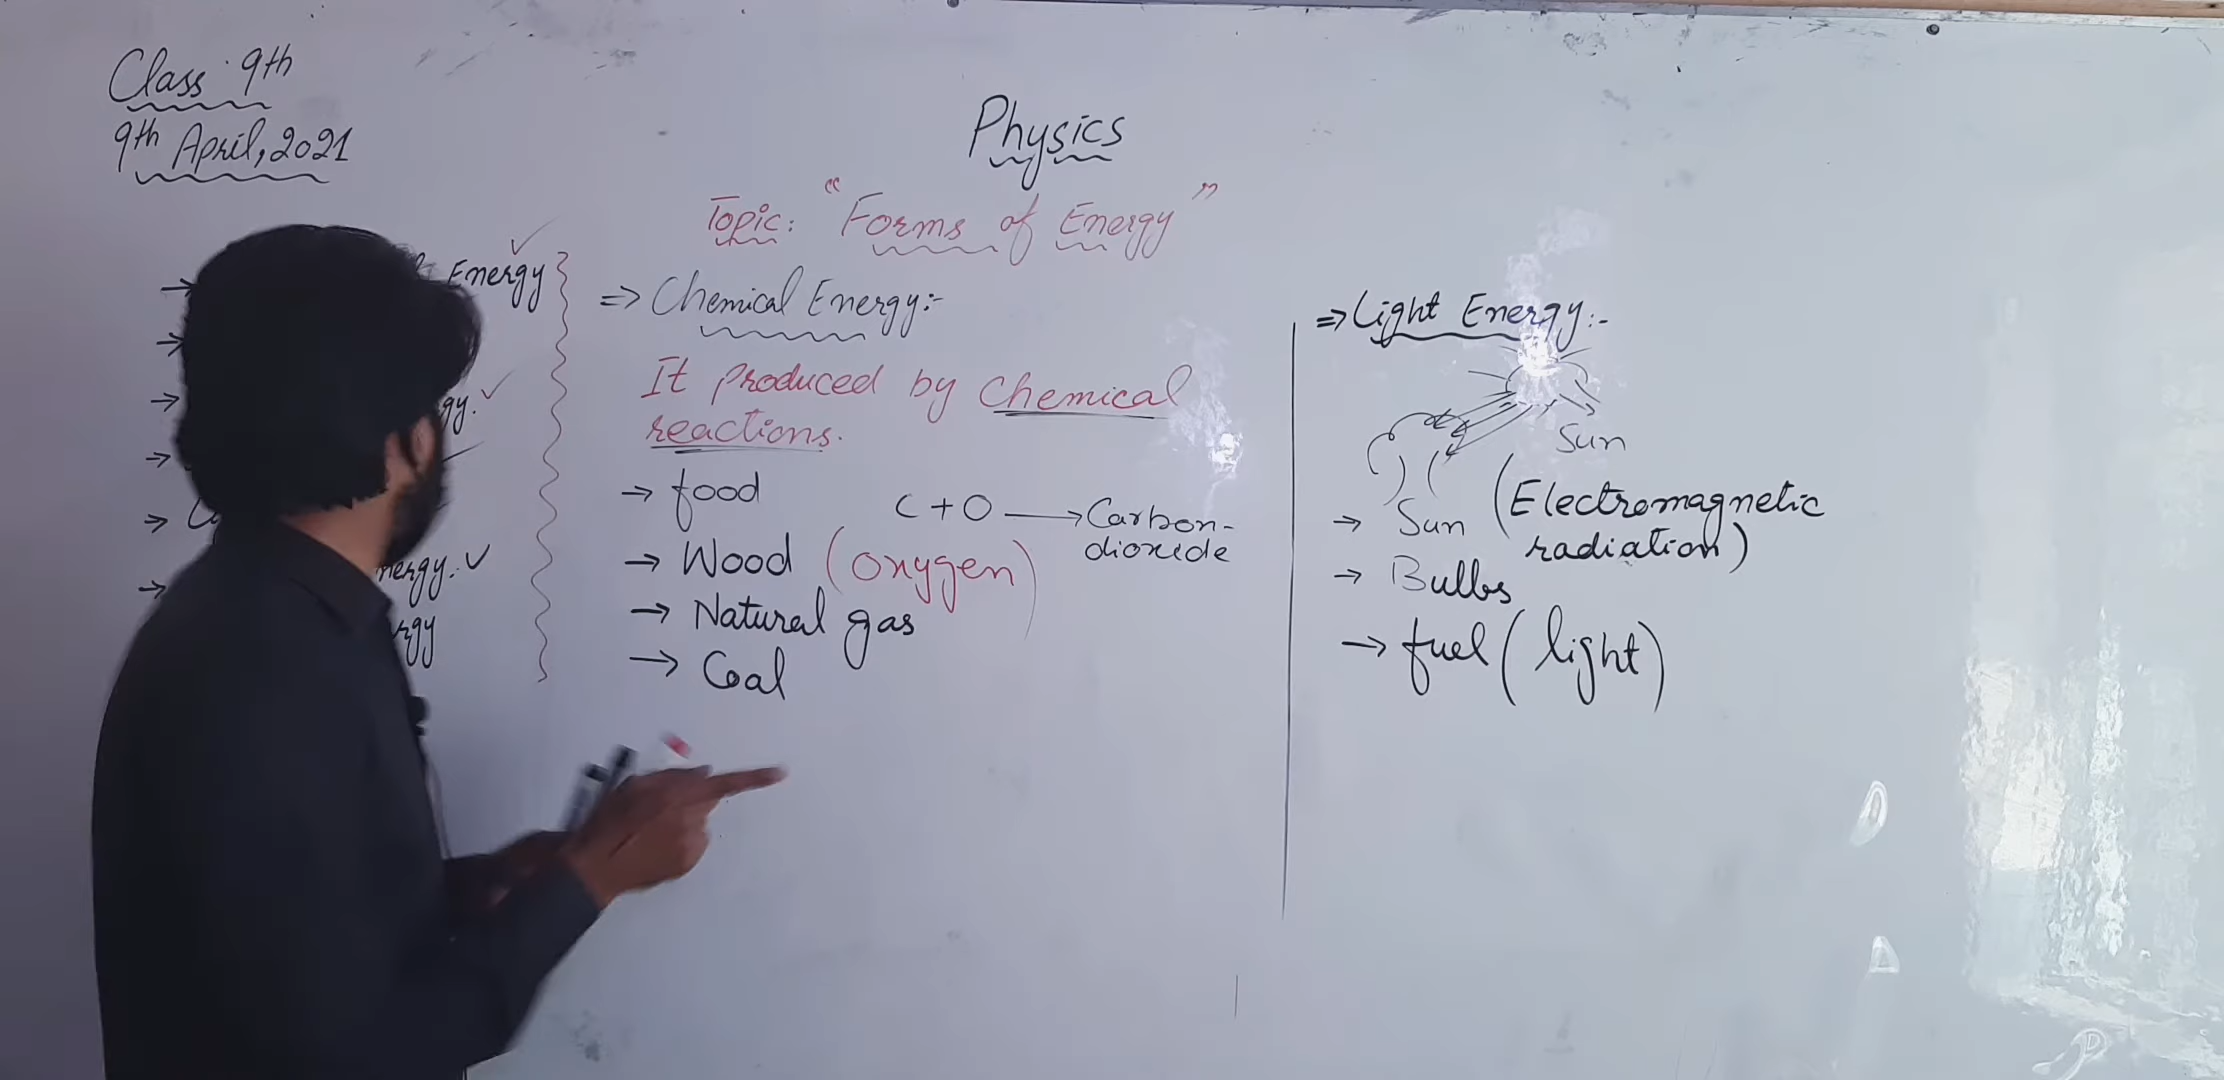 Class 9th
9th April, 2021
Physics
Topic: "Forms of Energy"
Energy
=> Chemical Energy:-
It produced by Chemical
reactions.
→ food
C + O → Carbon-
dioxide
→ Wood (oxygen)
→ Natural gas
→ Coal
=> Light Energy:-
Sun
→ Sun (Electromagnetic
radiation)
→ Bulbs
→ fuel (light)